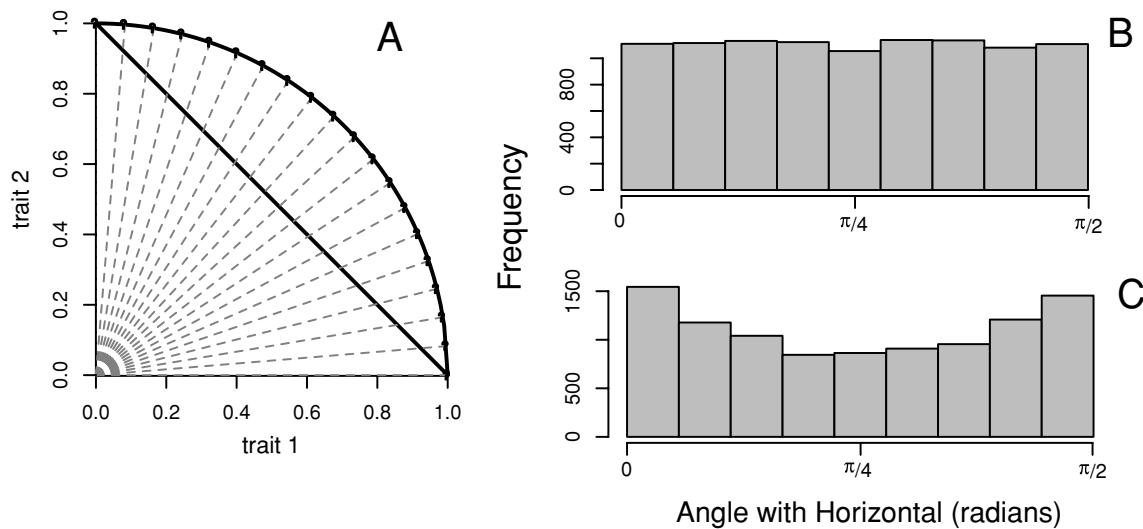 A
1.0
0.8
0.6
0.4
0.2
0.0
trait 2
0.0 0.2 0.4 0.6 0.8 1.0
trait 1
B
800
400
0
0 π/4 π/2
Frequency
C
1500
500
0
0 π/4 π/2
Angle with Horizontal (radians)